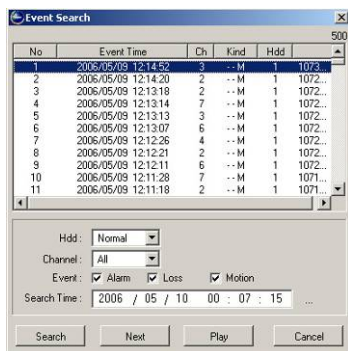 Event Search
500
No Event Time Ch Kind Hdd
1 2006/05/09 12:14:52 3 - - M 1 1073...
2 2006/05/09 12:14:20 2 - - M 1 1072...
3 2006/05/09 12:13:18 2 - - M 1 1072...
4 2006/05/09 12:13:14 7 - - M 1 1072...
5 2006/05/09 12:13:13 3 - - M 1 1072...
6 2006/05/09 12:13:07 6 - - M 1 1072...
7 2006/05/09 12:12:26 4 - - M 1 1072...
8 2006/05/09 12:12:21 2 - - M 1 1072...
9 2006/05/09 12:12:11 6 - - M 1 1072...
10 2006/05/09 12:11:28 7 - - M 1 1071...
11 2006/05/09 12:11:18 2 - - M 1 1071...
Hdd : Normal
Channel : All
Event : Alarm Loss Motion
Search Time : 2006 / 05 / 10 00 : 07 : 15 ...
Search Next Play Cancel